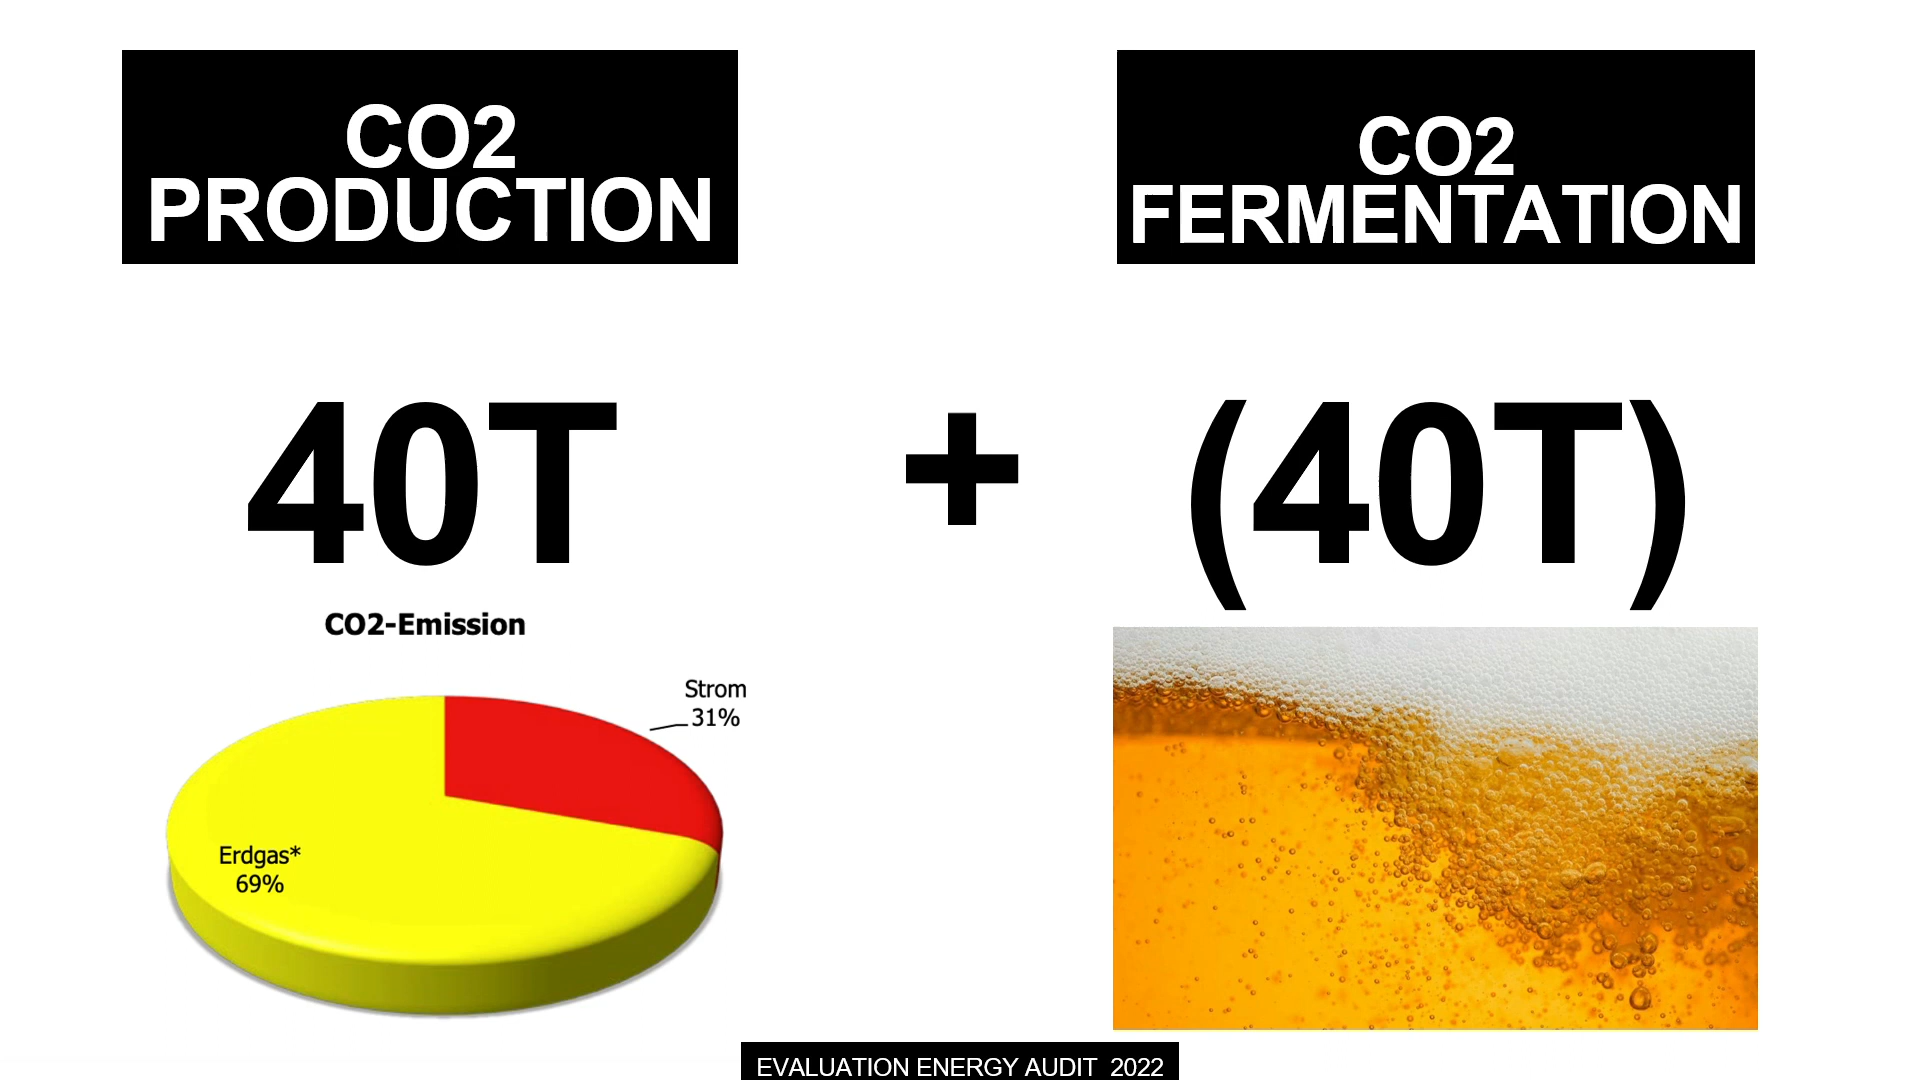 CO2
PRODUCTION
CO2
FERMENTATION
40T
+
(40T)
CO2-Emission
Strom
31%
Erdgas*
69%
EVALUATION ENERGY AUDIT 2022